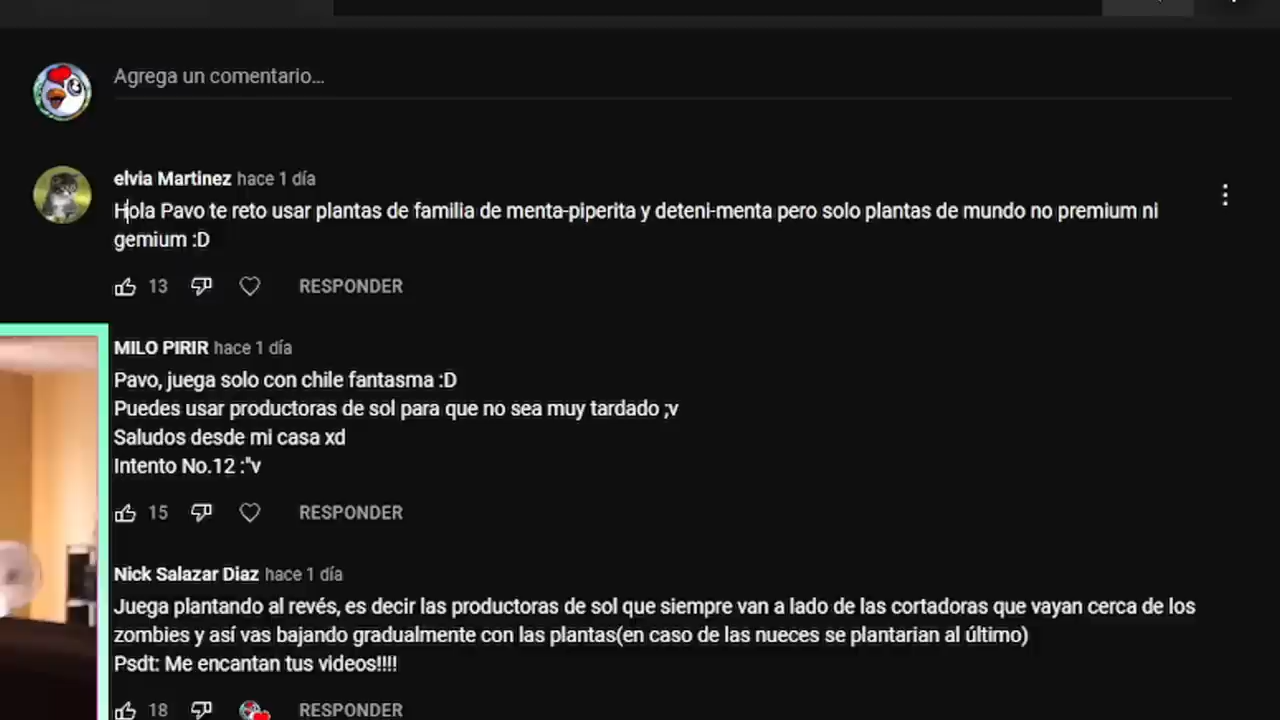 Agrega un comentario...
elvia Martinez hace 1 día
Hola Pavo te reto usar plantas de familia de menta-piperita y deteni-menta pero solo plantas de mundo no premium ni
gemium :D
13 RESPONDER
MILO PIRIR hace 1 día
Pavo, juega solo con chile fantasma :D
Puedes usar productoras de sol para que no sea muy tardado ;v
Saludos desde mi casa xd
Intento No.12 :"v
15 RESPONDER
Nick Salazar Diaz hace 1 día
Juega plantando al revés, es decir las productoras de sol que siempre van a lado de las cortadoras que vayan cerca de los
zombies y así vas bajando gradualmente con las plantas(en caso de las nueces se plantarian al último)
Psdt: Me encantan tus videos!!!!
18 RESPONDER